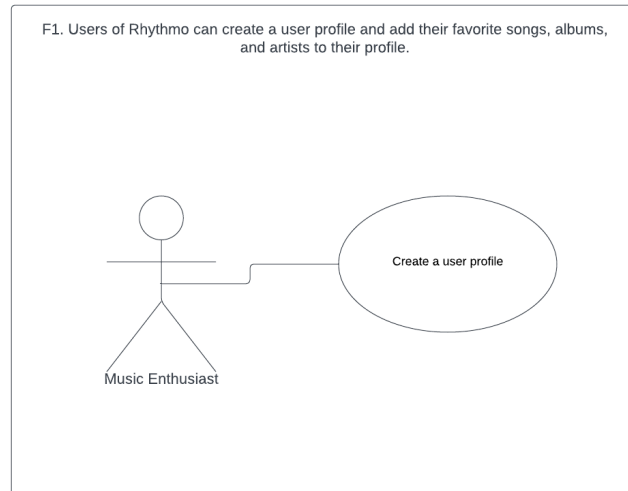 F1. Users of Rhythmo can create a user profile and add their favorite songs, albums,
and artists to their profile.
Create a user profile
Music Enthusiast